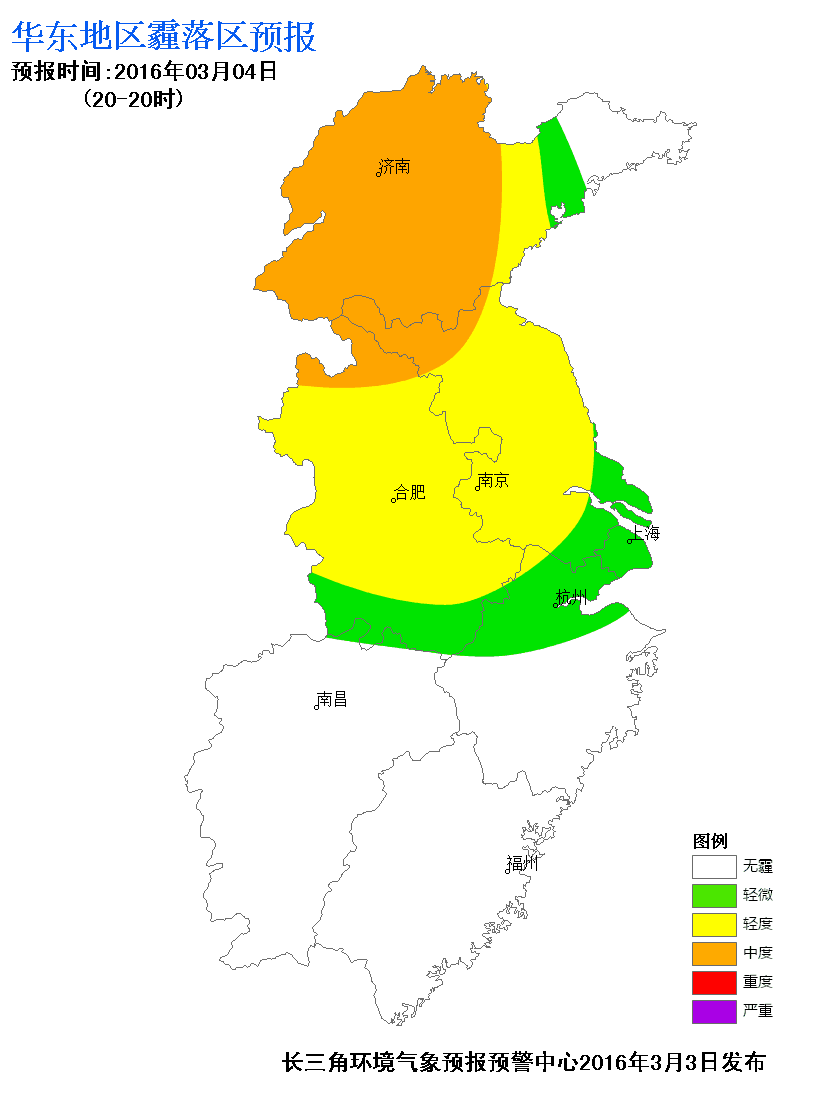 华东地区霾落区预报
预报时间:2016年03月04日
(20-20时)
济南
合肥
南京
上海
杭州
南昌
福州
图例
无霾
轻微
轻度
中度
重度
严重
长三角环境气象预报预警中心2016年3月3日发布